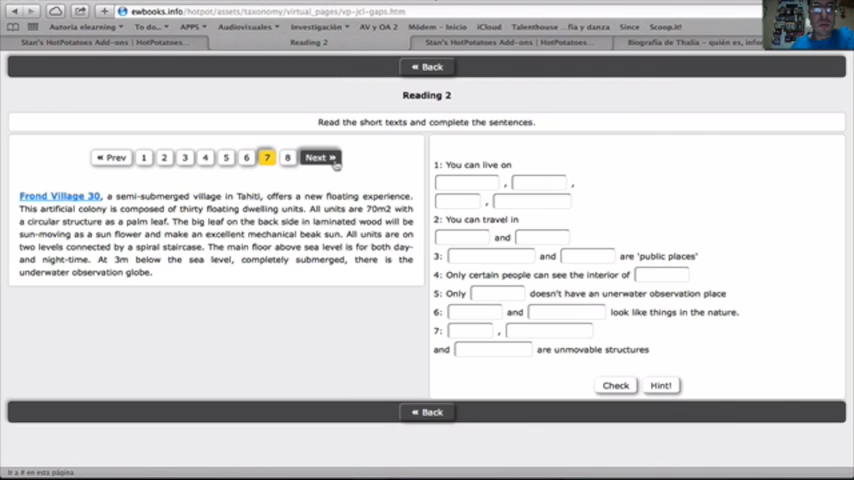 ewbooks.info/hotpot/assets/taxonomy/virtual_pages/vp-jcl-gaps.htm
Autoría elearning To do... APPS Audiovisuales AV y OA 2 Módem - Inicio iCloud Talenthouse ...fía y danza Since Scoop.it!
Stan's HotPotatoes Add-ons | HotPotatoes... Reading 2 Stan's HotPotatoes Add-ons | HotPotatoes... Biografía de Thalia - quién es, infor
« Back
Reading 2
Read the short texts and complete the sentences.
« Prev 1 2 3 4 5 6 7 8 Next »
Frond Village 30, a semi-submerged village in Tahiti, offers a new floating experience.
This artificial colony is composed of thirty floating dwelling units. All units are 70m2 with
a circular structure as a palm leaf. The big leaf on the back side in laminated wood will be
sun-moving as a sun flower and make an excellent mechanical beak sun. All units are on
two levels connected by a spiral staircase. The main floor above sea level is for both day-
and night-time. At 3m below the sea level, completely submerged, there is the
underwater observation globe.
1: You can live on
, ,
,
2: You can travel in
and
3: and are 'public places'
4: Only certain people can see the interior of
5: Only doesn't have an unerwater observation place
6: and look like things in the nature.
7: ,
and are unmovable structures
Check Hint!
« Back
Ir a # en esta página